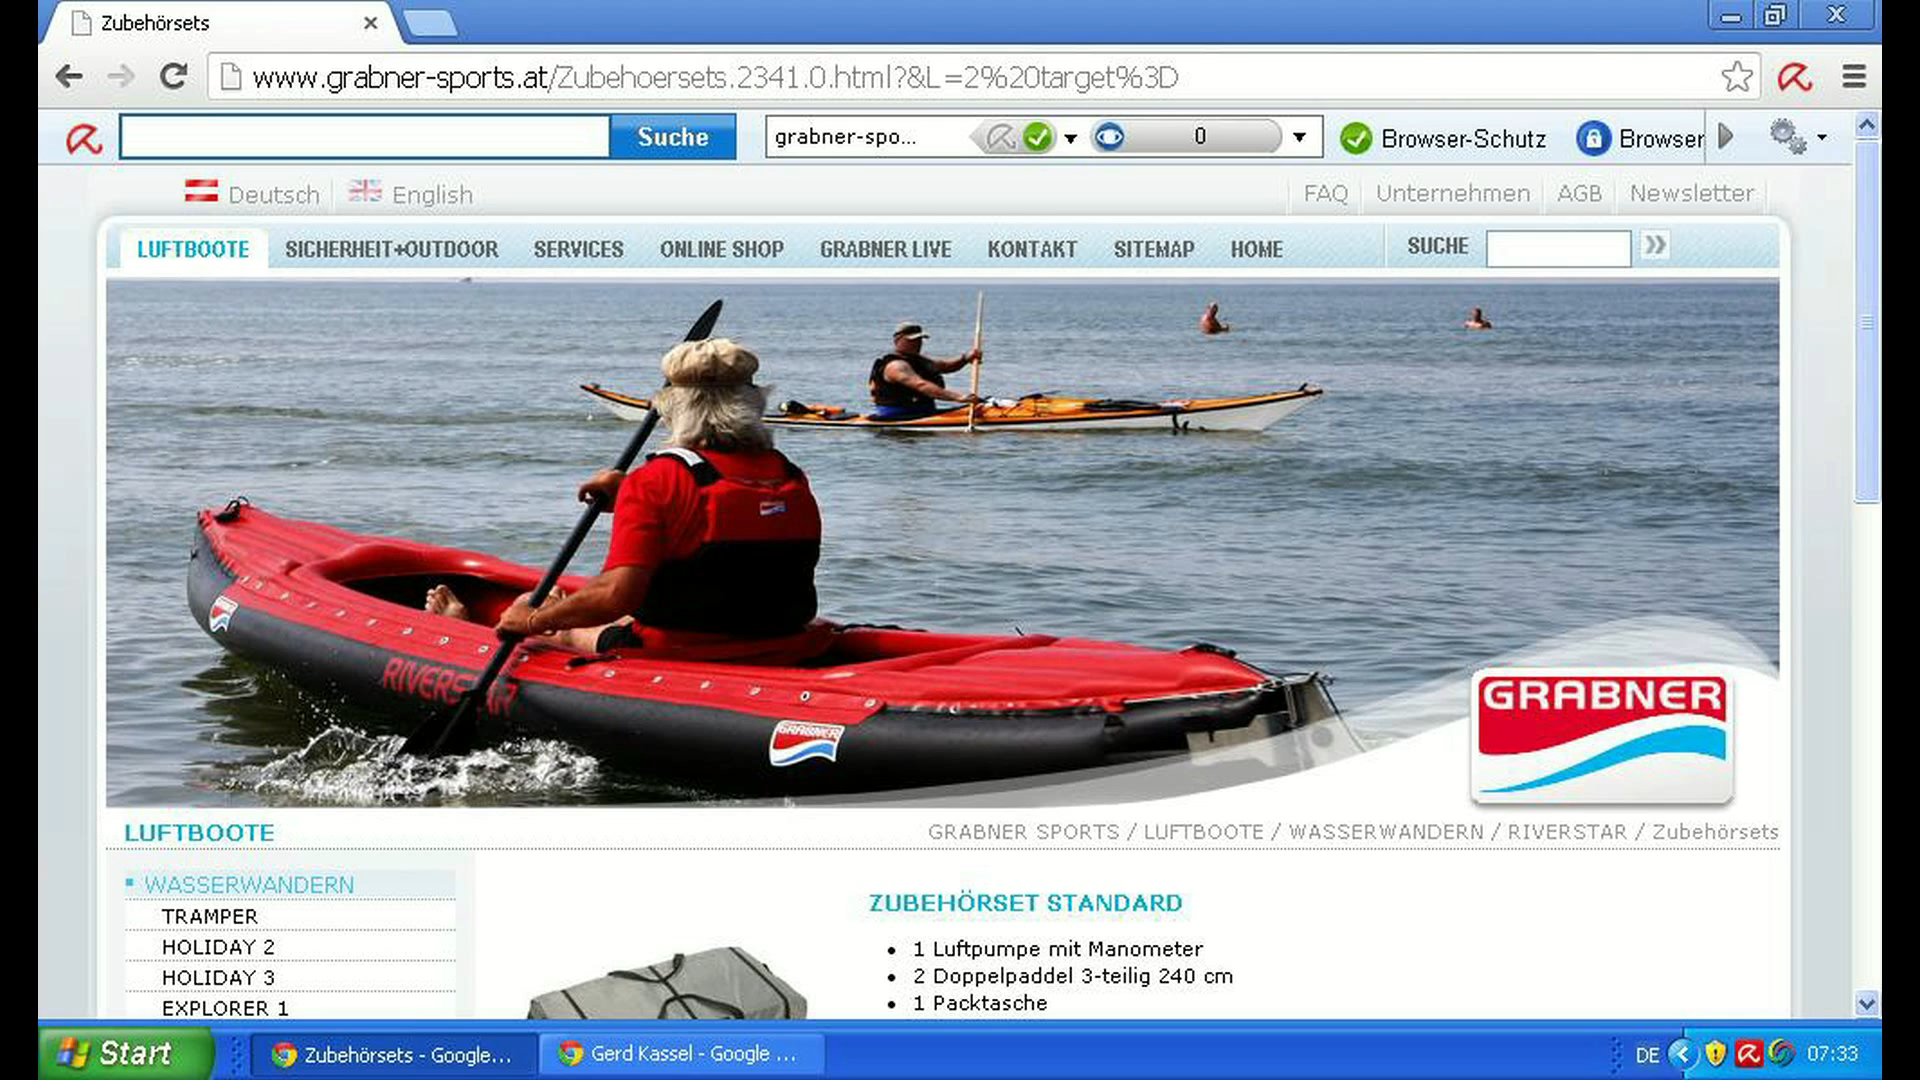 Zubehörsets
www.grabner-sports.at/Zubehoersets.2341.0.html?&L=2%20target%3D
Suche
grabner-spo...
0
Browser-Schutz
Browser
Deutsch
English
FAQ
Unternehmen
AGB
Newsletter
LUFTBOOTE
SICHERHEIT+OUTDOOR
SERVICES
ONLINE SHOP
GRABNER LIVE
KONTAKT
SITEMAP
HOME
SUCHE
RIVERSTAR
GRABNER
GRABNER
LUFTBOOTE
GRABNER SPORTS / LUFTBOOTE / WASSERWANDERN / RIVERSTAR / Zubehörsets
WASSERWANDERN
TRAMPER
HOLIDAY 2
HOLIDAY 3
EXPLORER 1
ZUBEHÖRSET STANDARD
1 Luftpumpe mit Manometer
2 Doppelpaddel 3-teilig 240 cm
1 Packtasche
Start
Zubehörsets - Google...
Gerd Kassel - Google ...
DE
07:33